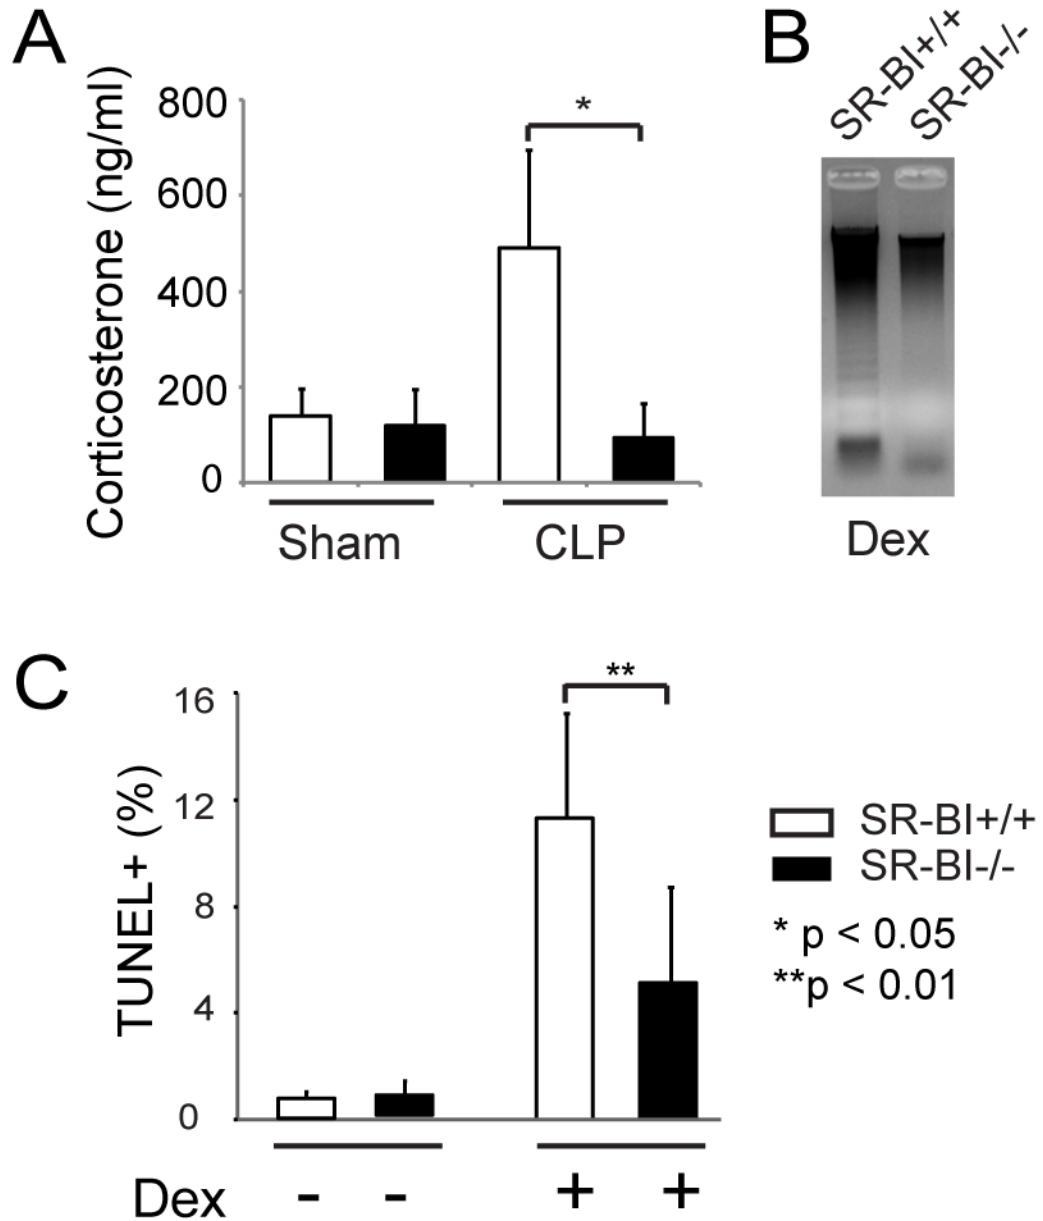 A
Corticosterone (ng/ml)
800
600
400
200
0
*
Sham
CLP
B
SR-BI+/+
SR-BI-/-
Dex
C
TUNEL+ (%)
16
12
8
4
0
**
Dex - - + +
SR-BI+/+
SR-BI-/-
* p < 0.05
**p < 0.01